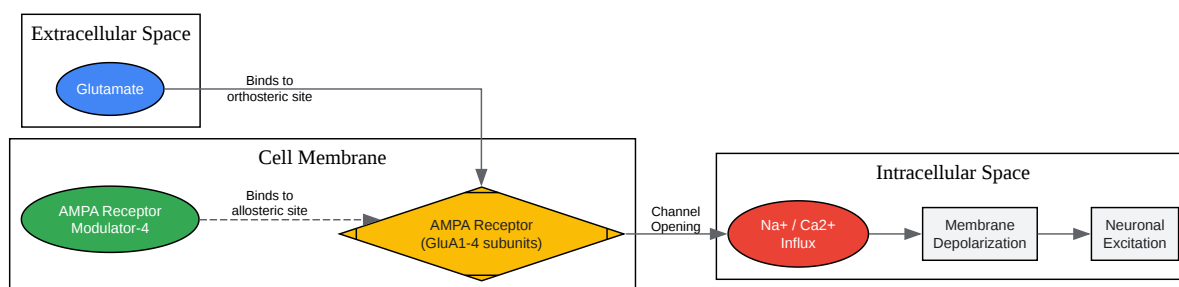 Extracellular Space
Glutamate
Binds to
orthosteric site
Cell Membrane
AMPA Receptor
Modulator-4
Binds to
allosteric site
AMPA Receptor
(GluA1-4 subunits)
Channel
Opening
Intracellular Space
Na+ / Ca2+
Influx
Membrane
Depolarization
Neuronal
Excitation